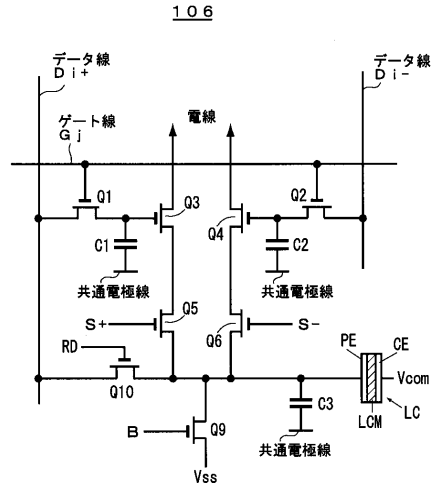 106
データ線
Di+
データ線
Di-
ゲート線
Gj
電線
Q1
Q3
Q4
Q2
C1
C2
共通電極線
共通電極線
S+
Q5
Q6
S-
RD
Q10
PE
CE
Vcom
LC
LCM
C3
Q9
B
共通電極線
Vss